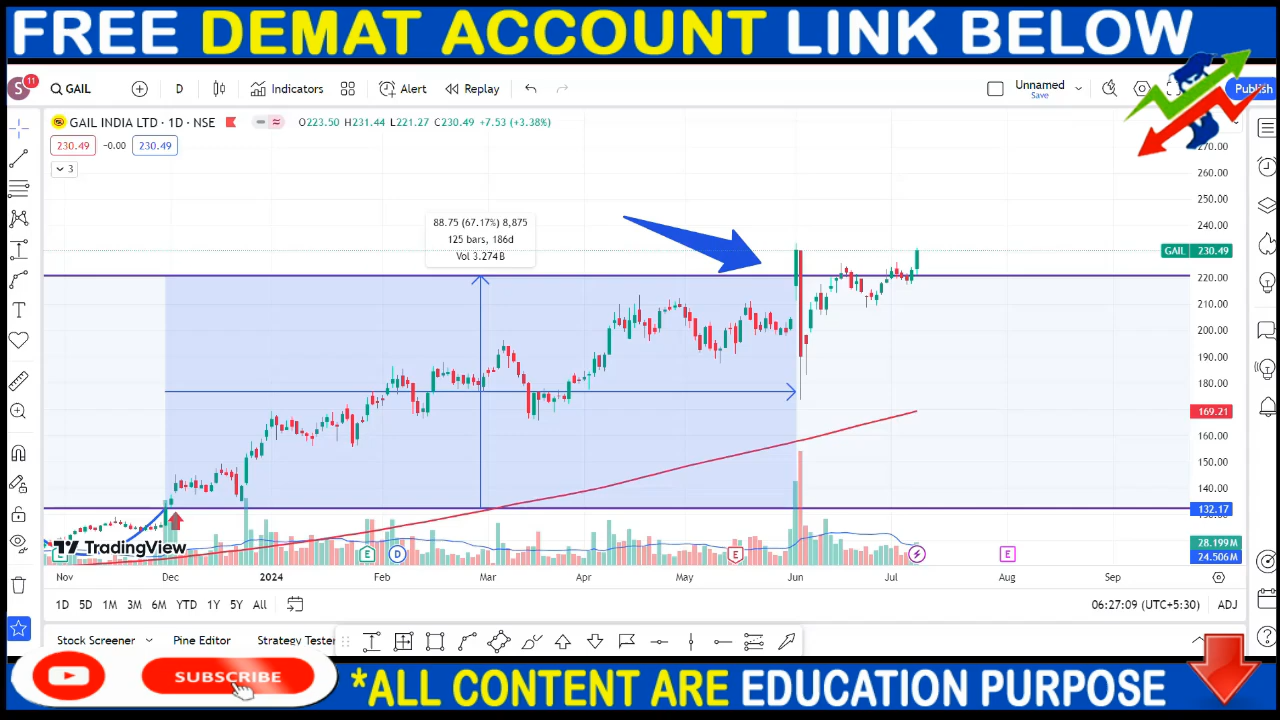 FREE DEMAT ACCOUNT LINK BELOW
S 11 GAIL D Indicators Alert Replay Unnamed Save Publish
GAIL INDIA LTD · 1D · NSE O223.50 H231.44 L221.27 C230.49 +7.53 (+3.38%)
230.49 -0.00 230.49
3
88.75 (67.17%) 8,875
125 bars, 186d
Vol 3.274B
270.00
260.00
250.00
240.00
GAIL 230.49
220.00
210.00
200.00
190.00
180.00
169.21
160.00
150.00
140.00
132.17
28.199M
24.506M
TradingView
E D E E
Nov Dec 2024 Feb Mar Apr May Jun Jul Aug Sep
1D 5D 1M 3M 6M YTD 1Y 5Y All 06:27:09 (UTC+5:30) ADJ
Stock Screener Pine Editor Strategy Tester
SUBSCRIBE
*ALL CONTENT ARE EDUCATION PURPOSE